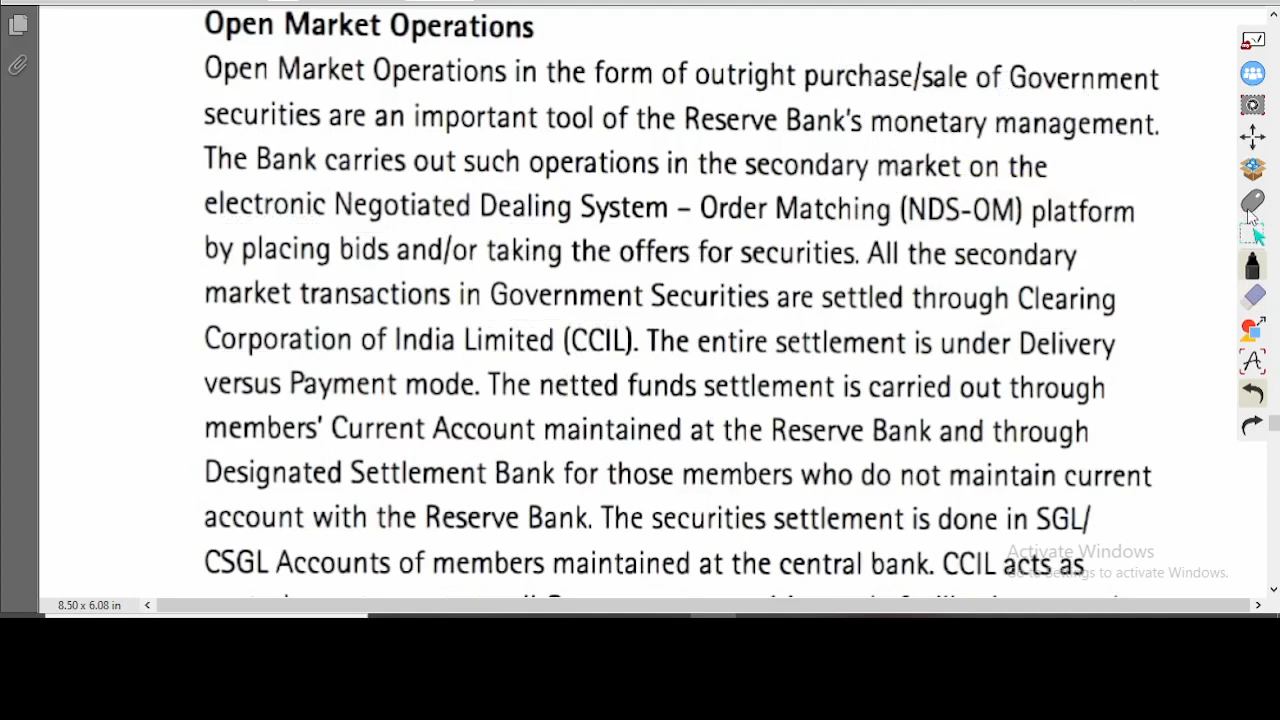 Open Market Operations
Open Market Operations in the form of outright purchase/sale of Government
securities are an important tool of the Reserve Bank's monetary management.
The Bank carries out such operations in the secondary market on the
electronic Negotiated Dealing System – Order Matching (NDS-OM) platform
by placing bids and/or taking the offers for securities. All the secondary
market transactions in Government Securities are settled through Clearing
Corporation of India Limited (CCIL). The entire settlement is under Delivery
versus Payment mode. The netted funds settlement is carried out through
members' Current Account maintained at the Reserve Bank and through
Designated Settlement Bank for those members who do not maintain current
account with the Reserve Bank. The securities settlement is done in SGL/
CSGL Accounts of members maintained at the central bank. CCIL acts as
Activate Windows
Go to Settings to activate Windows.
8.50 x 6.08 in